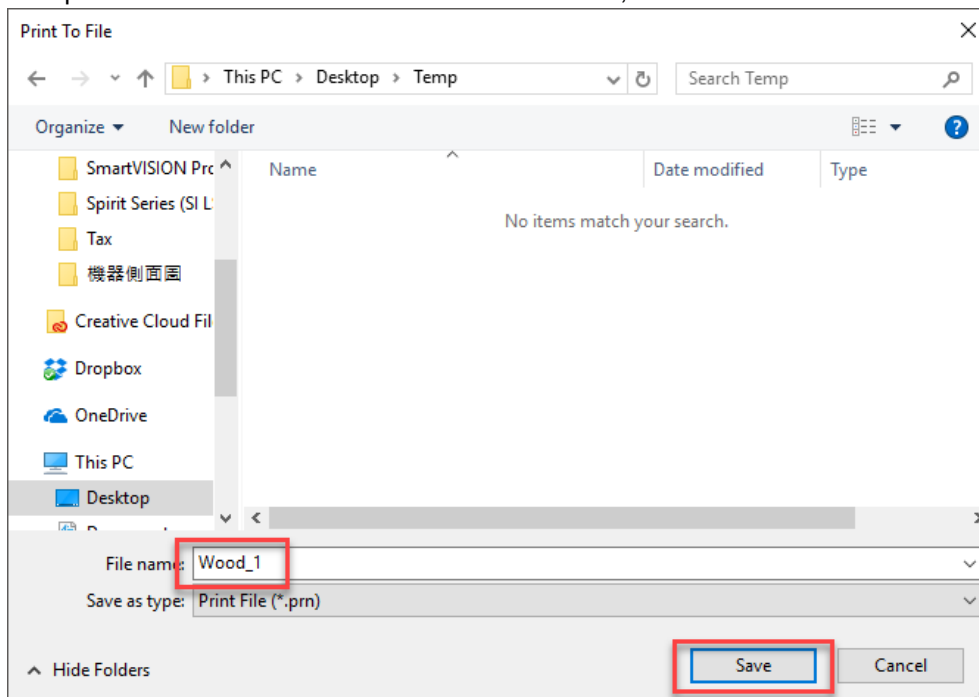 Print To File
This PC > Desktop > Temp
Search Temp
Organize
New folder
Name
Date modified
Type
SmartVISION Pro
Spirit Series (SI L
Tax
機器側面圖
Creative Cloud Fil
Dropbox
OneDrive
This PC
Desktop
No items match your search.
File name: Wood_1
Save as type: Print File (*.prn)
Hide Folders
Save
Cancel